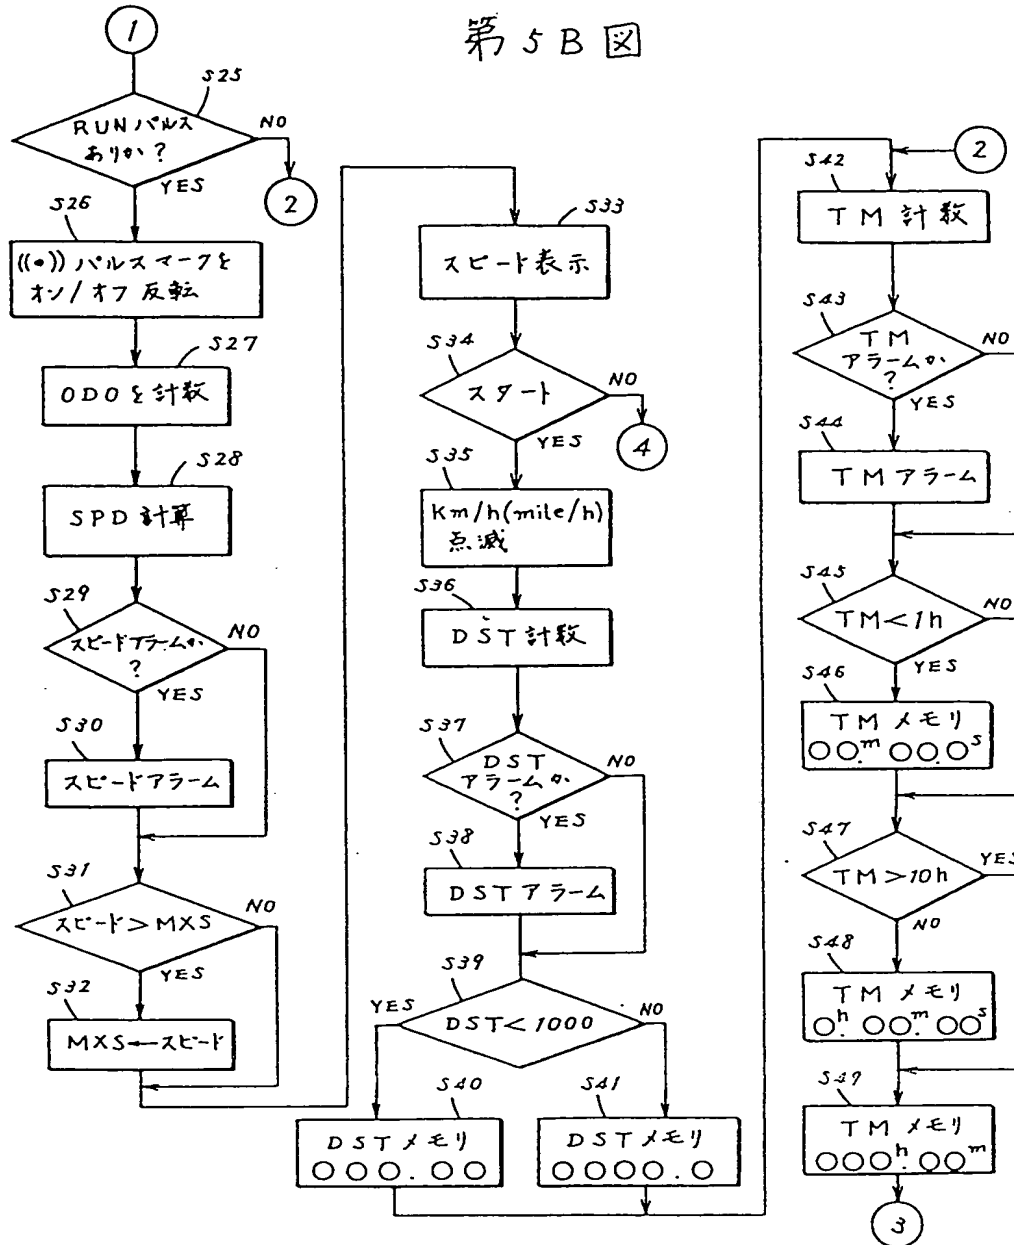 第5B図
1
S25
RUNパルス
ありか?
NO
2
YES
S26
((•)) パルスマークを
オン/オフ 反転
S27
ODOを計数
S28
SPD計算
S29
スピードアラームか
?
NO
YES
S30
スピードアラーム
S31
スピード>MXS
NO
YES
S32
MXS←スピード
S33
スピード表示
S34
スタート
NO
4
YES
S35
Km/h(mile/h)
点滅
S36
DST計数
S37
DST
アラームか
?
NO
YES
S38
DSTアラーム
S39
YES
DST<1000
NO
S40
DSTメモリ
○○○.○○
S41
DSTメモリ
○○○○.○
2
S42
TM計数
S43
TM
アラームか
?
NO
YES
S44
TMアラーム
S45
TM<1h
NO
YES
S46
TMメモリ
○○.m ○○.○s
S47
TM>10h
YES
NO
S48
TMメモリ
○h. ○○m. ○○s
S49
TMメモリ
○○○h. ○○m
3